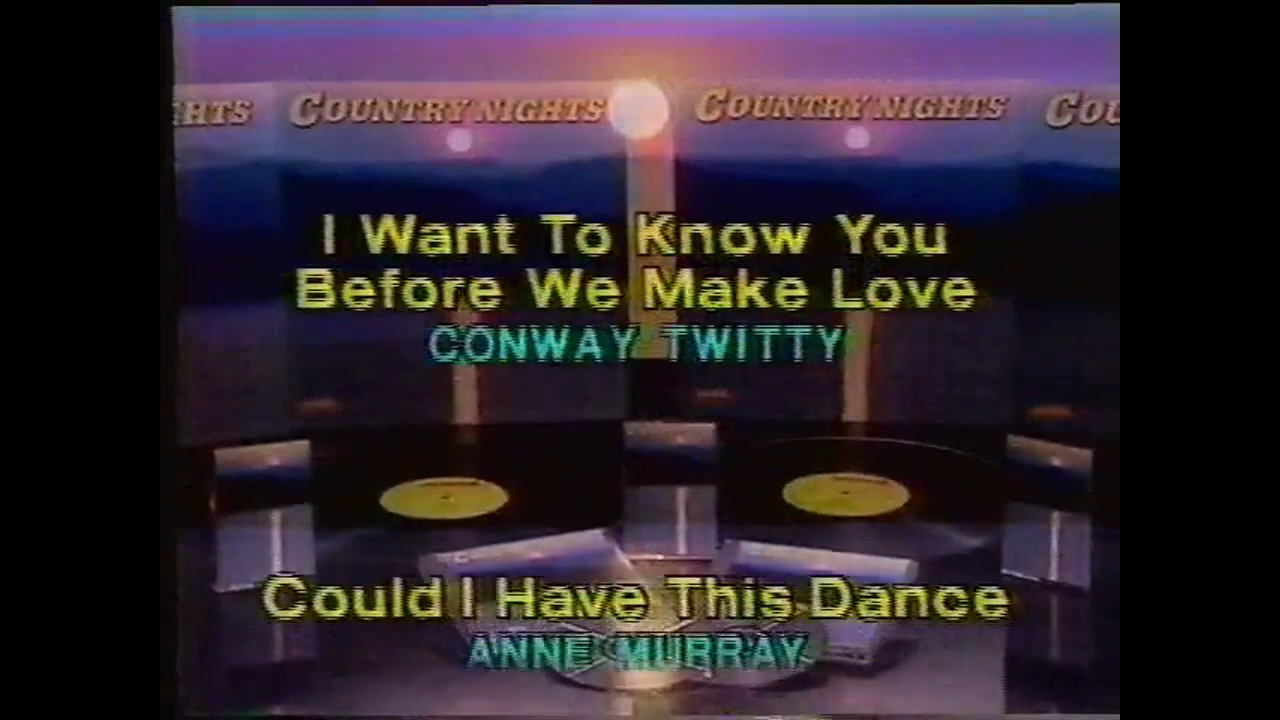 HTS COUNTRY NIGHTS COUNTRY NIGHTS COU
I Want To Know You
Before We Make Love
CONWAY TWITTY
Could I Have This Dance
ANNE MURRAY